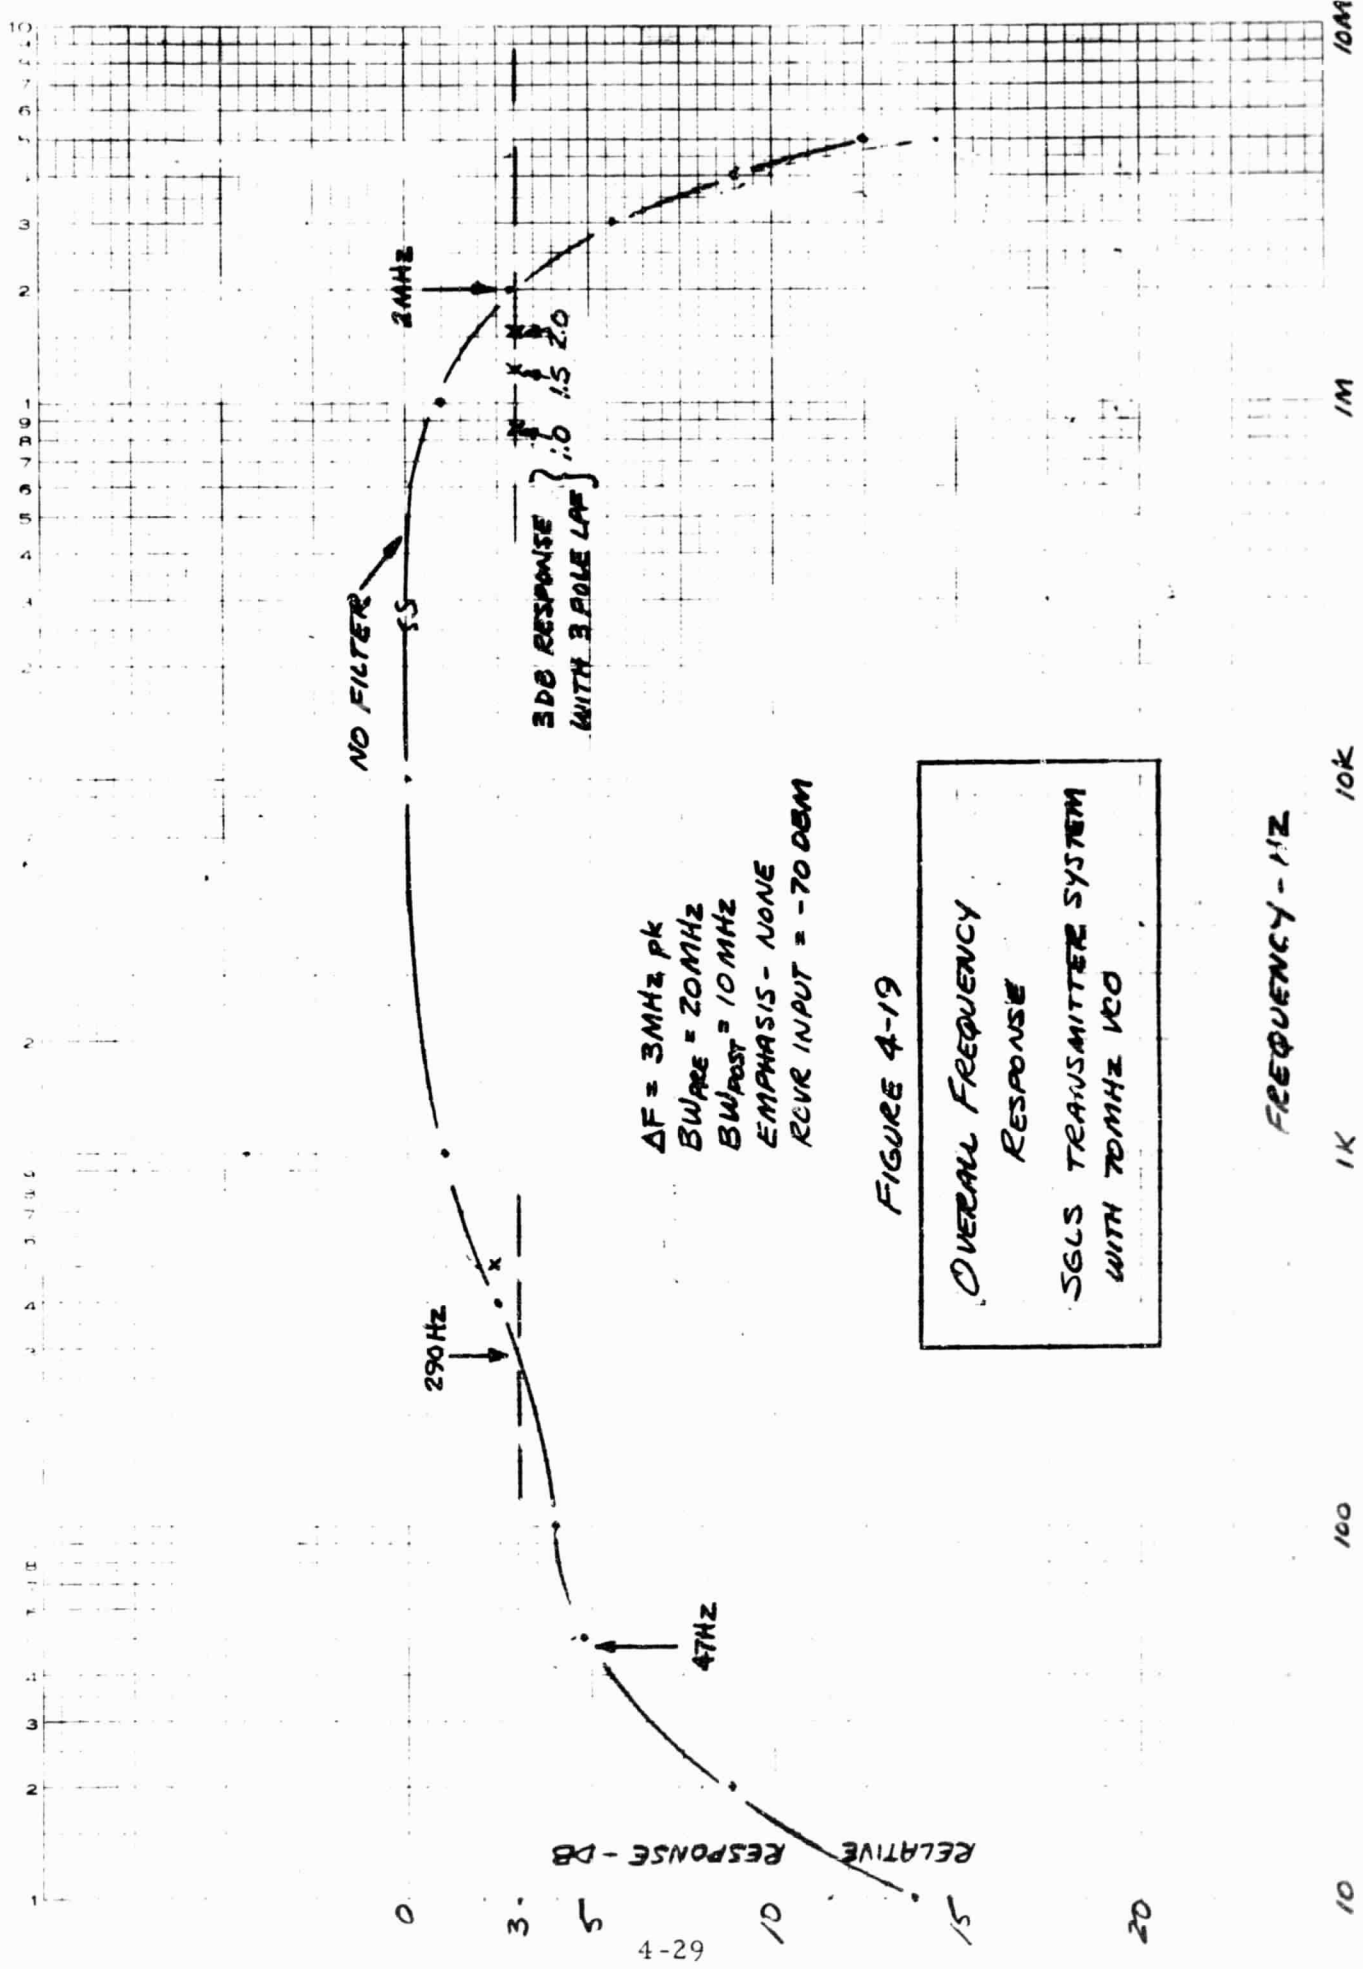 NO FILTER
2MHz
3DB RESPONSE
WITH 3 POLE LPF
1.0 1.5 2.0
290Hz
47Hz
ΔF = 3MHz pk
BWPRE = 20MHz
BWPOST = 10MHz
EMPHASIS - NONE
RCVR INPUT = -70 DBM
FIGURE 4-19
OVERALL FREQUENCY
RESPONSE
SGLS TRANSMITTER SYSTEM
WITH 70MHz VCO
RELATIVE RESPONSE - DB
0
3
5
10
15
20
10 100 1K 10K 1M 10M
FREQUENCY - HZ
4-29